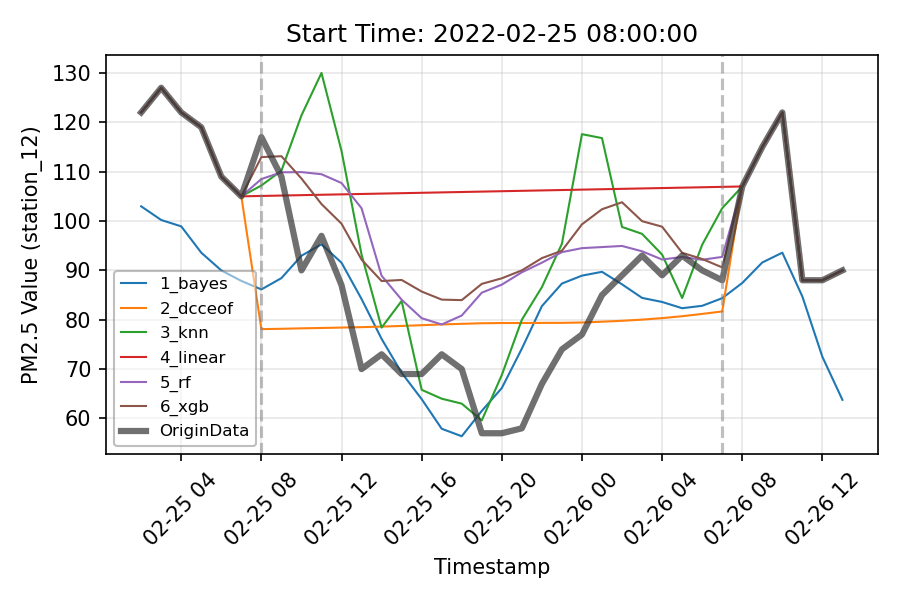 Start Time: 2022-02-25 08:00:00
PM2.5 Value (station_12)
130
120
110
100
90
80
70
60
1_bayes
2_dcceof
3_knn
4_linear
5_rf
6_xgb
OriginData
02-25 04
02-25 08
02-25 12
02-25 16
02-25 20
02-26 00
02-26 04
02-26 08
02-26 12
Timestamp